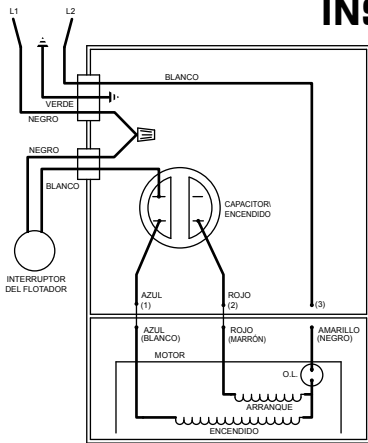 INS
L1
L2
BLANCO
VERDE
NEGRO
NEGRO
BLANCO
CAPACITOR\
ENCENDIDO
INTERRUPTOR
DEL FLOTADOR
AZUL
(1)
ROJO
(2)
(3)
AZUL
(BLANCO)
ROJO
(MARRÓN)
AMARILLO
(NEGRO)
MOTOR
O.L.
ARRANQUE
ENCENDIDO